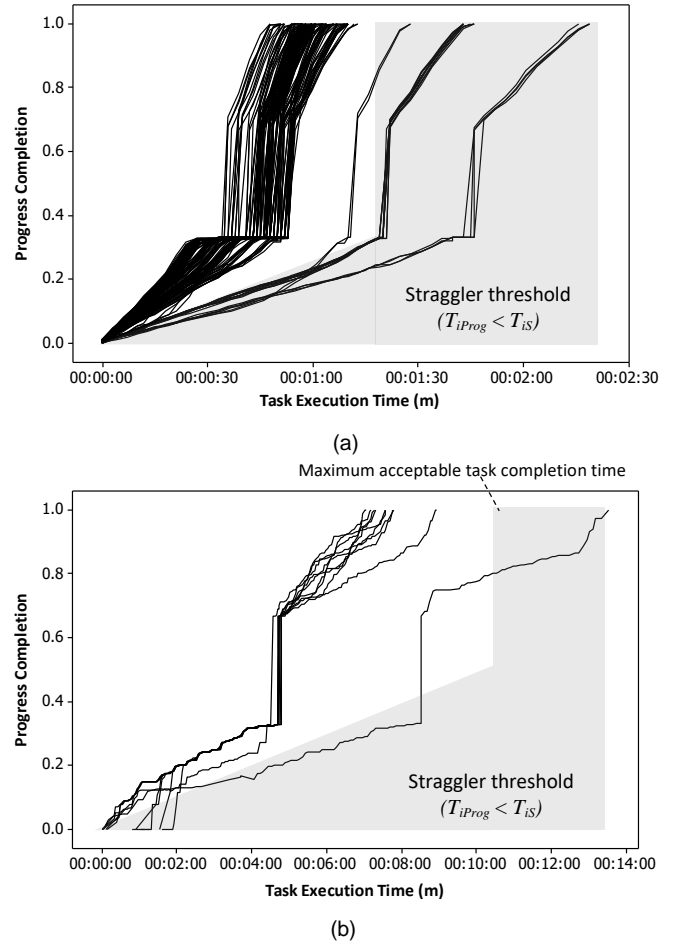 1.0
0.8
0.6
0.4
0.2
0.0
Progress Completion
Straggler threshold
(TiProg < TiS)
00:00:00 00:00:30 00:01:00 00:01:30 00:02:00 00:02:30
Task Execution Time (m)
(a)
Maximum acceptable task completion time
1.0
0.8
0.6
0.4
0.2
0.0
Progress Completion
Straggler threshold
(TiProg < TiS)
00:00:00 00:02:00 00:04:00 00:06:00 00:08:00 00:10:00 00:12:00 00:14:00
Task Execution Time (m)
(b)